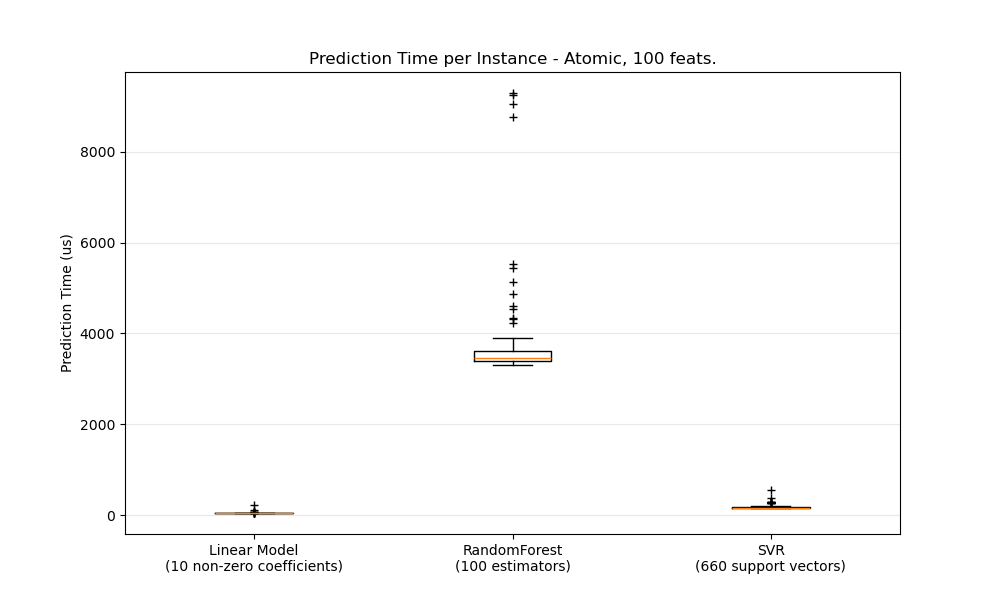 Prediction Time per Instance - Atomic, 100 feats.
Prediction Time (us)
8000
6000
4000
2000
0
Linear Model
(10 non-zero coefficients)
RandomForest
(100 estimators)
SVR
(660 support vectors)